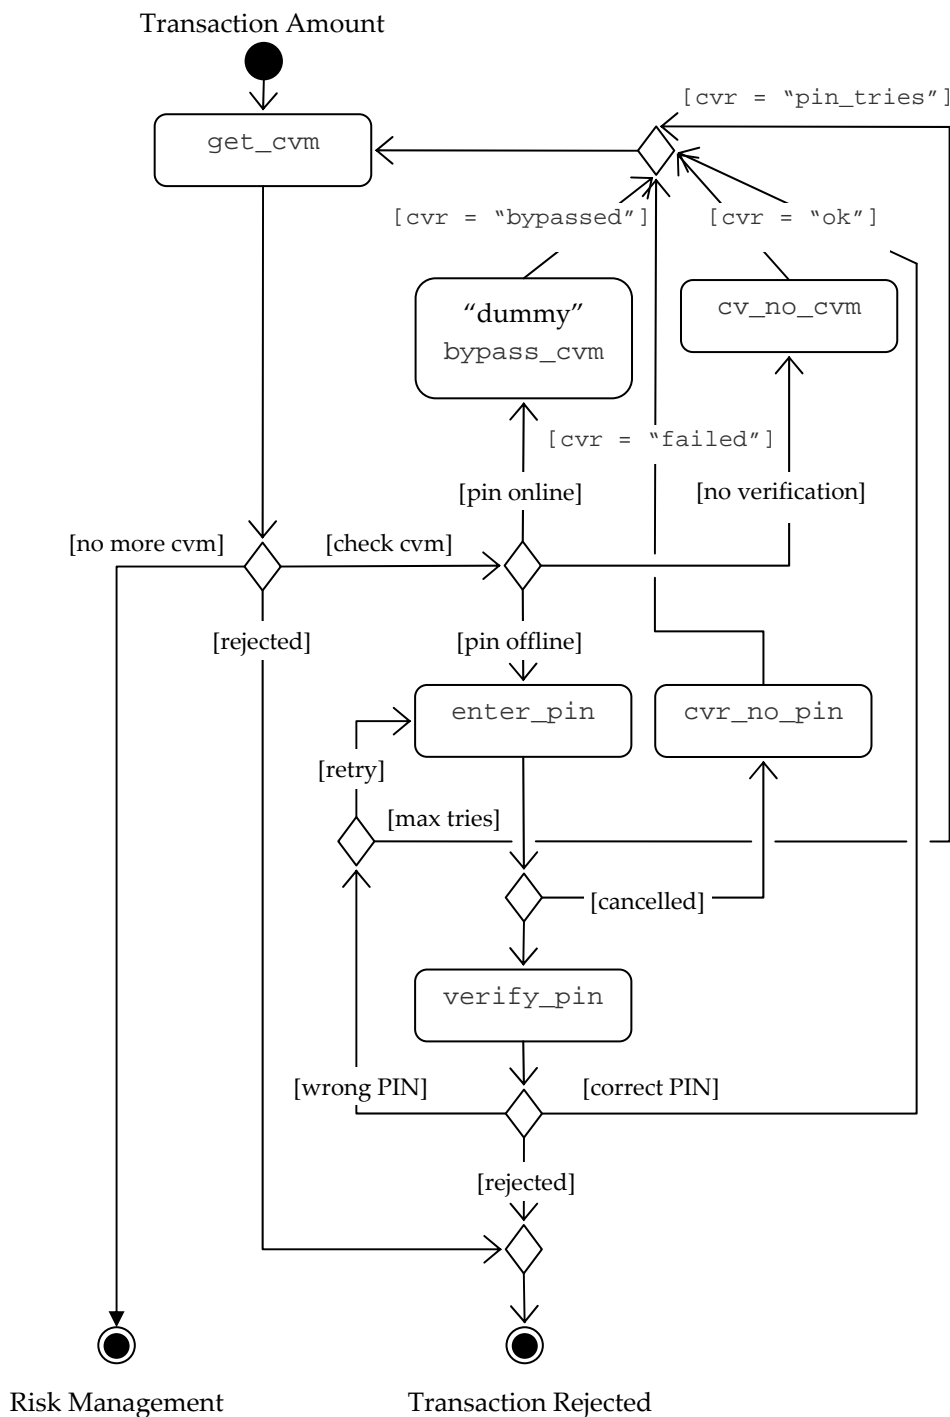 Transaction Amount
[cvr = “pin_tries”]
get_cvm
[cvr = “bypassed”]
[cvr = “ok”]
“dummy”
bypass_cvm
cv_no_cvm
[cvr = “failed”]
[pin online]
[no verification]
[no more cvm]
[check cvm]
[rejected]
[pin offline]
enter_pin
cvr_no_pin
[retry]
[max tries]
[cancelled]
verify_pin
[wrong PIN]
[correct PIN]
[rejected]
Risk Management
Transaction Rejected